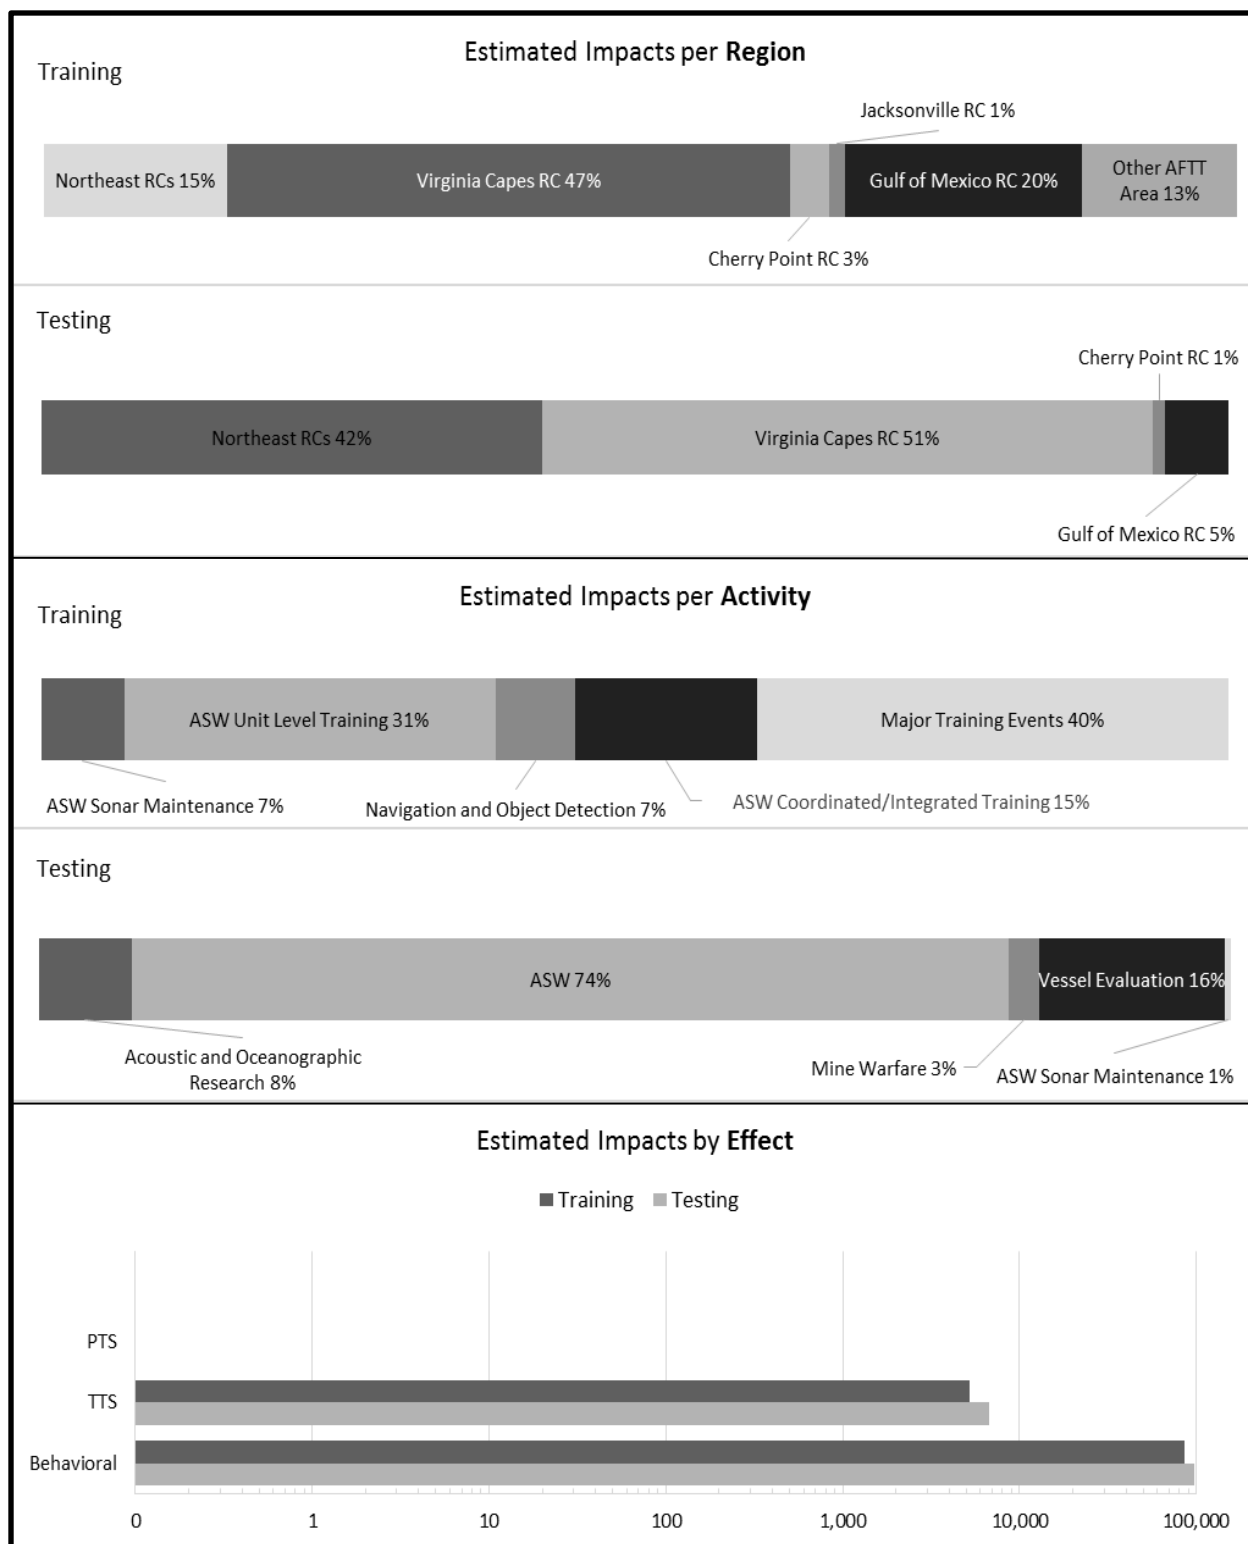 Estimated Impacts per Region
Training
Jacksonville RC 1%
Northeast RCs 15%
Virginia Capes RC 47%
Gulf of Mexico RC 20%
Other AFTT
Area 13%
Cherry Point RC 3%
Testing
Cherry Point RC 1%
Northeast RCs 42%
Virginia Capes RC 51%
Gulf of Mexico RC 5%
Estimated Impacts per Activity
Training
ASW Unit Level Training 31%
Major Training Events 40%
ASW Sonar Maintenance 7%
Navigation and Object Detection 7%
ASW Coordinated/Integrated Training 15%
Testing
ASW 74%
Vessel Evaluation 16%
Acoustic and Oceanographic
Research 8%
Mine Warfare 3%
ASW Sonar Maintenance 1%
Estimated Impacts by Effect
Training
Testing
PTS
TTS
Behavioral
0
1
10
100
1,000
10,000
100,000